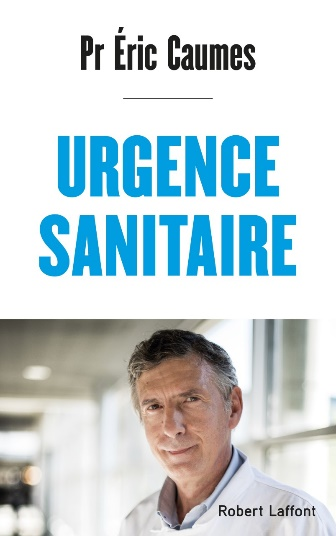 Pr Éric Caumes
URGENCE
SANITAIRE
Robert Laffont